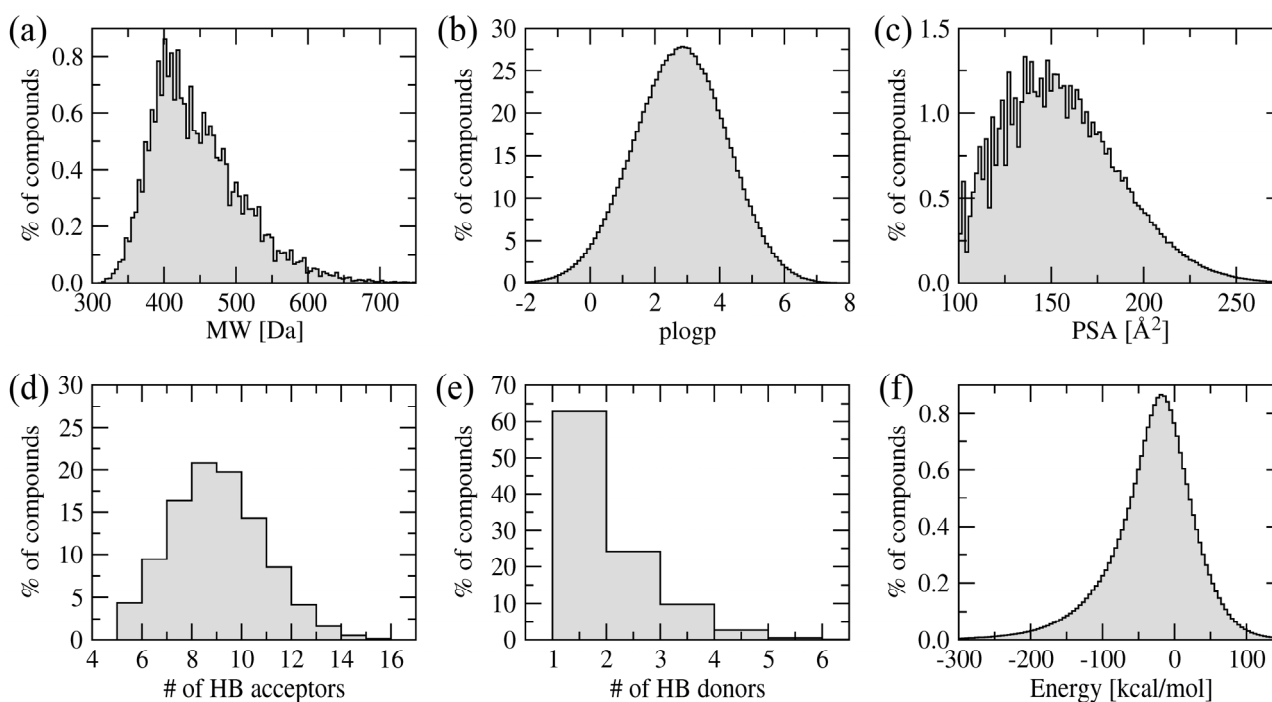 (a)
% of compounds
0.8
0.6
0.4
0.2
0.0
300 400 500 600 700
MW [Da]
(b)
% of compounds
30
25
20
15
10
5
0
-2 0 2 4 6 8
plogp
(c)
% of compounds
1.5
1.0
0.5
0.0
100 150 200 250
PSA [Å²]
(d)
% of compounds
30
25
20
15
10
5
0
4 6 8 10 12 14 16
# of HB acceptors
(e)
% of compounds
70
60
50
40
30
20
10
0
1 2 3 4 5 6
# of HB donors
(f)
% of compounds
0.8
0.6
0.4
0.2
0.0
-300 -200 -100 0 100
Energy [kcal/mol]